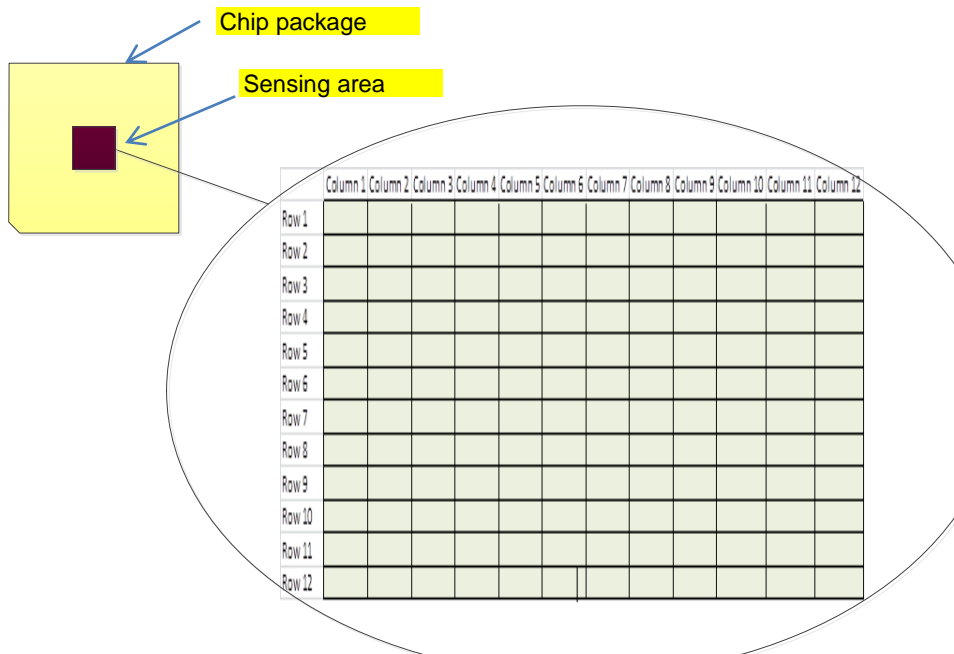 Chip package
Sensing area
Column 1 Column 2 Column 3 Column 4 Column 5 Column 6 Column 7 Column 8 Column 9 Column 10 Column 11 Column 12
Row 1
Row 2
Row 3
Row 4
Row 5
Row 6
Row 7
Row 8
Row 9
Row 10
Row 11
Row 12